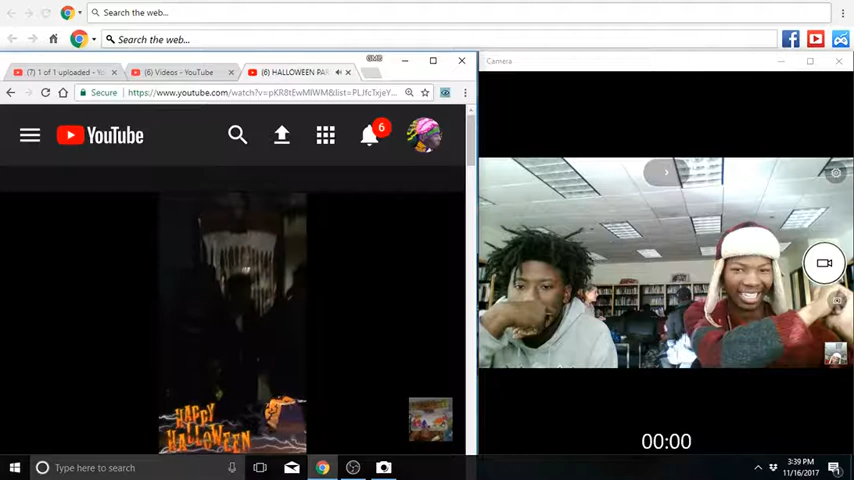 Search the web...
Search the web...
GMG
(7) 1 of 1 uploaded - Yo
(6) Videos - YouTube
(6) HALLOWEEN PAR
Secure
https://www.youtube.com/watch?v=pKR8tEwMIWM&list=PLJfcTxjeY...
YouTube
6
HAPPY
HALLOWEEN
Camera
00:00
Type here to search
3:39 PM
11/16/2017